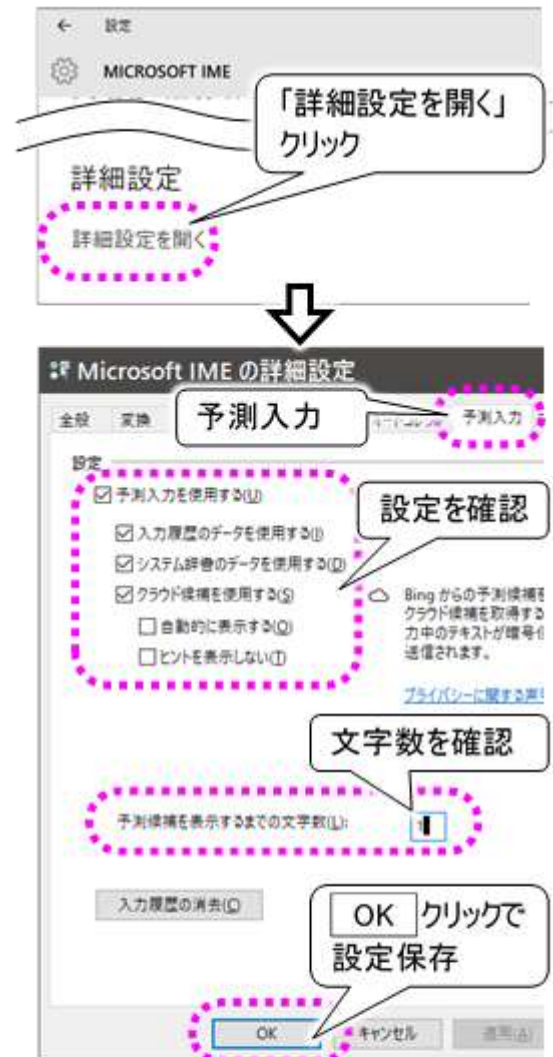 ← 設定
MICROSOFT IME
「詳細設定を開く」
クリック
詳細設定
詳細設定を開く
Microsoft IME の詳細設定
全般 変換 予測入力 予測入力
設定
予測入力を使用する(U)
設定を確認
入力履歴のデータを使用する(I)
システム辞書のデータを使用する(D)
クラウド候補を使用する(S)
Bing からの予測候補を
自動的に表示する(O)
クラウド候補を取得する
力中のテキストが暗号
ヒントを表示しない(T)
送信されます。
プライバシーに関する声
文字数を確認
予測候補を表示するまでの文字数(L):
1
入力履歴の消去(C)
OK クリックで
設定保存
OK キャンセル 適用(A)